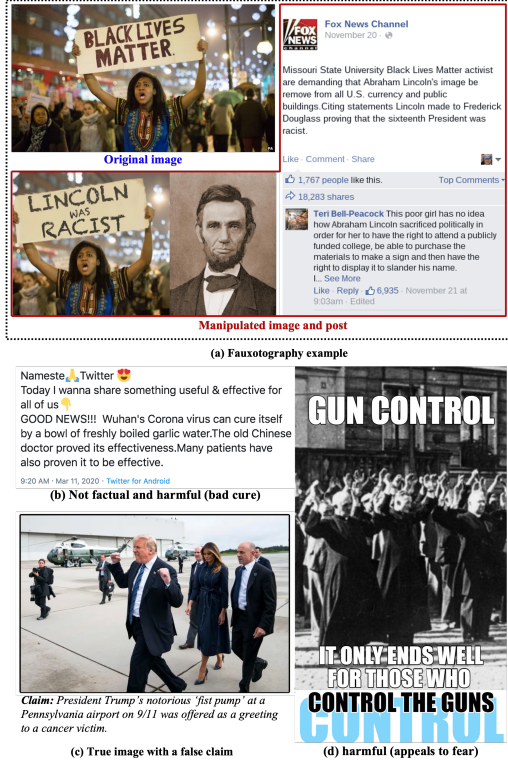 BLACK LIVES
MATTER.
PA
Original image
FOX
NEWS
channel
Fox News Channel
November 20 ·
Missouri State University Black Lives Matter activist
are demanding that Abraham Lincoln's image be
remove from all U.S. currency and public
buildings.Citing statements Lincoln made to Frederick
Douglass proving that the sixteenth President was
racist.
Like · Comment · Share
1,767 people like this.
Top Comments
18,283 shares
Teri Bell-Peacock This poor girl has no idea
how Abraham Lincoln sacrificed politically in
order for her to have the right to attend a publicly
funded college, be able to purchase the
materials to make a sign and then have the
right to display it to slander his name.
I... See More
Like · Reply · 6,935 · November 21 at
9:03am · Edited
LINCOLN
WAS
RACIST
Manipulated image and post
(a) Fauxotography example
Nameste🙏Twitter 😍
Today I wanna share something useful & effective for
all of us👇
GOOD NEWS!!! Wuhan's Corona virus can cure itself
by a bowl of freshly boiled garlic water.The old Chinese
doctor proved its effectiveness.Many patients have
also proven it to be effective.
9:20 AM · Mar 11, 2020 · Twitter for Android
(b) Not factual and harmful (bad cure)
Claim: President Trump's notorious 'fist pump' at a
Pennsylvania airport on 9/11 was offered as a greeting
to a cancer victim.
(c) True image with a false claim
GUN CONTROL
IT ONLY ENDS WELL
FOR THOSE WHO
CONTROL THE GUNS
CONTROL
(d) harmful (appeals to fear)